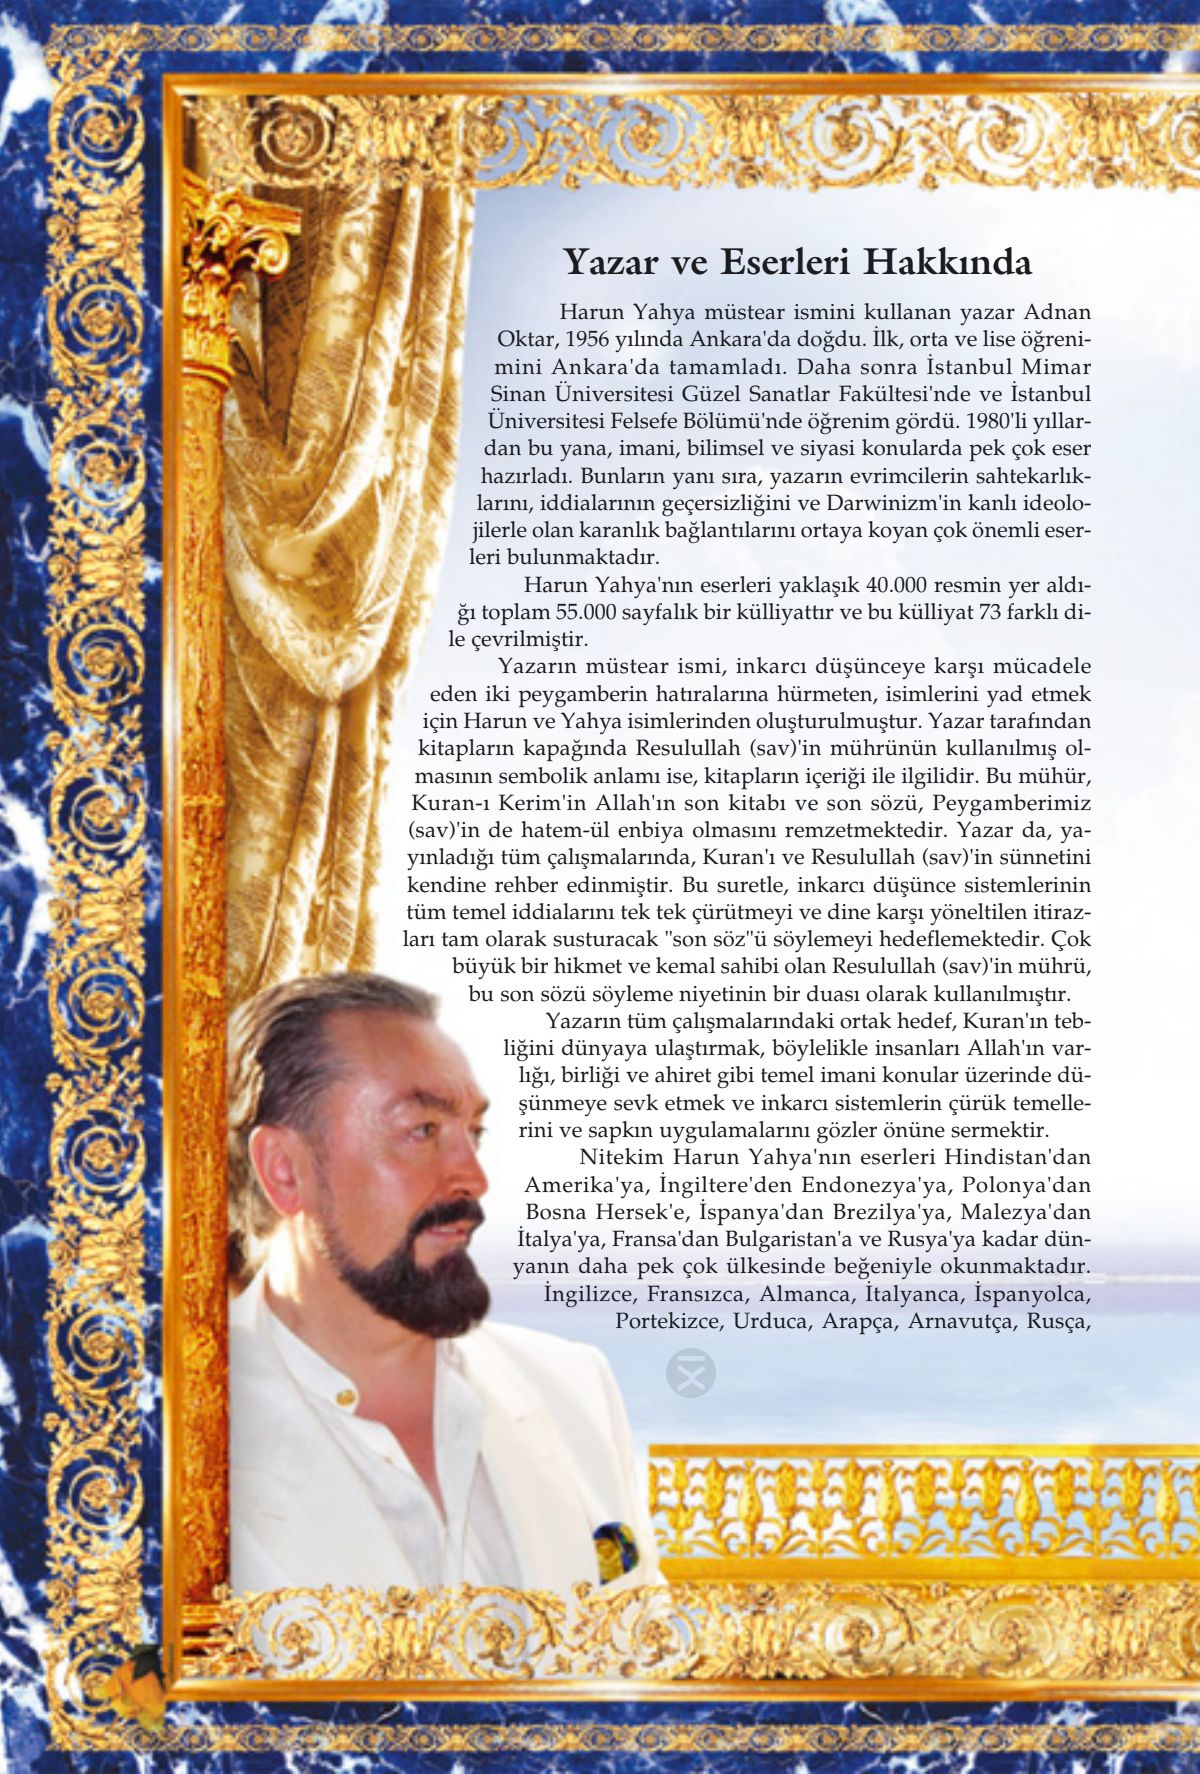 Yazar ve Eserleri Hakkında
Harun Yahya müstear ismini kullanan yazar Adnan
Oktar, 1956 yılında Ankara'da doğdu. İlk, orta ve lise öğreni-
mini Ankara'da tamamladı. Daha sonra İstanbul Mimar
Sinan Üniversitesi Güzel Sanatlar Fakültesi'nde ve İstanbul
Üniversitesi Felsefe Bölümü'nde öğrenim gördü. 1980'li yıllar-
dan bu yana, imani, bilimsel ve siyasi konularda pek çok eser
hazırladı. Bunların yanı sıra, yazarın evrimcilerin sahtekarlık-
larını, iddialarının geçersizliğini ve Darwinizm'in kanlı ideolo-
jilerle olan karanlık bağlantılarını ortaya koyan çok önemli eser-
leri bulunmaktadır.
Harun Yahya'nın eserleri yaklaşık 40.000 resmin yer aldı-
ğı toplam 55.000 sayfalık bir külliyattır ve bu külliyat 73 farklı di-
le çevrilmiştir.
Yazarın müstear ismi, inkarcı düşünceye karşı mücadele
eden iki peygamberin hatıralarına hürmeten, isimlerini yad etmek
için Harun ve Yahya isimlerinden oluşturulmuştur. Yazar tarafından
kitapların kapağında Resulullah (sav)'in mührünün kullanılmış ol-
masının sembolik anlamı ise, kitapların içeriği ile ilgilidir. Bu mühür,
Kuran-ı Kerim'in Allah'ın son kitabı ve son sözü, Peygamberimiz
(sav)'in de hatem-ül enbiya olmasını remzetmektedir. Yazar da, ya-
yınladığı tüm çalışmalarında, Kuran'ı ve Resulullah (sav)'in sünnetini
kendine rehber edinmiştir. Bu suretle, inkarcı düşünce sistemlerinin
tüm temel iddialarını tek tek çürütmeyi ve dine karşı yöneltilen itiraz-
ları tam olarak susturacak "son söz"ü söylemeyi hedeflemektedir. Çok
büyük bir hikmet ve kemal sahibi olan Resulullah (sav)'in mührü,
bu son sözü söyleme niyetinin bir duası olarak kullanılmıştır.
Yazarın tüm çalışmalarındaki ortak hedef, Kuran'ın teb-
liğini dünyaya ulaştırmak, böylelikle insanları Allah'ın var-
lığı, birliği ve ahiret gibi temel imani konular üzerinde dü-
şünmeye sevk etmek ve inkarcı sistemlerin çürük temelle-
rini ve sapkın uygulamalarını gözler önüne sermektir.
Nitekim Harun Yahya'nın eserleri Hindistan'dan
Amerika'ya, İngiltere'den Endonezya'ya, Polonya'dan
Bosna Hersek'e, İspanya'dan Brezilya'ya, Malezya'dan
İtalya'ya, Fransa'dan Bulgaristan'a ve Rusya'ya kadar dün-
yanın daha pek çok ülkesinde beğeniyle okunmaktadır.
İngilizce, Fransızca, Almanca, İtalyanca, İspanyolca,
Portekizce, Urduca, Arapça, Arnavutça, Rusça,